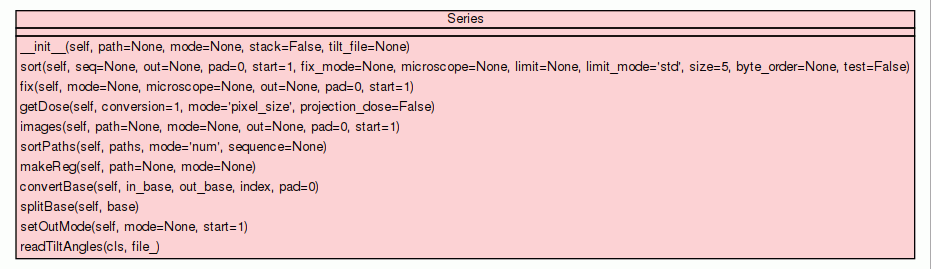 Series
__init__(self, path=None, mode=None, stack=False, tilt_file=None)
sort(self, seq=None, out=None, pad=0, start=1, fix_mode=None, microscope=None, limit=None, limit_mode='std', size=5, byte_order=None, test=False)
fix(self, mode=None, microscope=None, out=None, pad=0, start=1)
getDose(self, conversion=1, mode='pixel_size', projection_dose=False)
images(self, path=None, mode=None, out=None, pad=0, start=1)
sortPaths(self, paths, mode='num', sequence=None)
makeReg(self, path=None, mode=None)
convertBase(self, in_base, out_base, index, pad=0)
splitBase(self, base)
setOutMode(self, mode=None, start=1)
readTiltAngles(cls, file_)